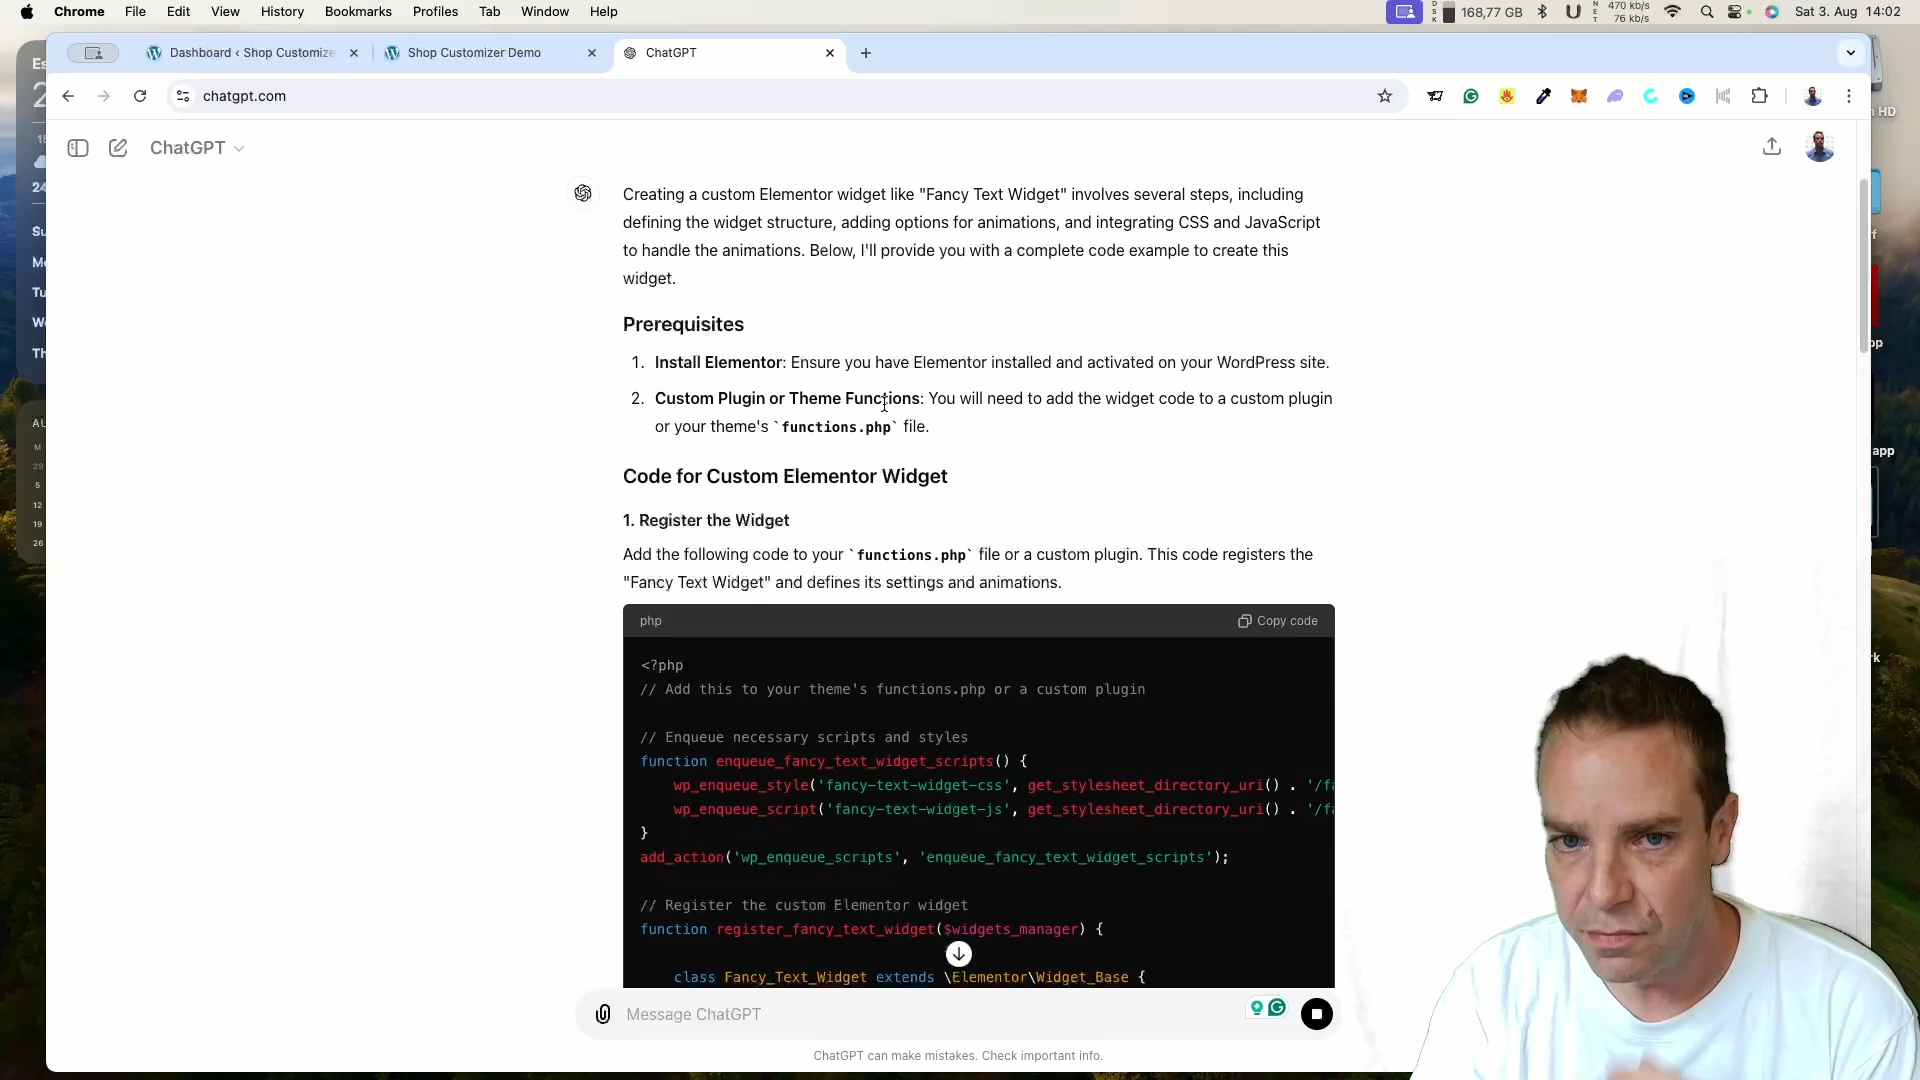 Chrome File Edit View History Bookmarks Profiles Tab Window Help
168,77 GB
470 kb/s
76 kb/s
Sat 3. Aug 14:02
Dashboard ‹ Shop Customize
Shop Customizer Demo
ChatGPT
chatgpt.com
ChatGPT
Creating a custom Elementor widget like "Fancy Text Widget" involves several steps, including
defining the widget structure, adding options for animations, and integrating CSS and JavaScript
to handle the animations. Below, I'll provide you with a complete code example to create this
widget.
Prerequisites
1. Install Elementor: Ensure you have Elementor installed and activated on your WordPress site.
2. Custom Plugin or Theme Functions: You will need to add the widget code to a custom plugin
or your theme's `functions.php` file.
Code for Custom Elementor Widget
1. Register the Widget
Add the following code to your `functions.php` file or a custom plugin. This code registers the
"Fancy Text Widget" and defines its settings and animations.
php
Copy code
<?php
// Add this to your theme's functions.php or a custom plugin
// Enqueue necessary scripts and styles
function enqueue_fancy_text_widget_scripts() {
wp_enqueue_style('fancy-text-widget-css', get_stylesheet_directory_uri() . '/fa
wp_enqueue_script('fancy-text-widget-js', get_stylesheet_directory_uri() . '/fa
}
add_action('wp_enqueue_scripts', 'enqueue_fancy_text_widget_scripts');
// Register the custom Elementor widget
function register_fancy_text_widget($widgets_manager) {
class Fancy_Text_Widget extends \Elementor\Widget_Base {
Message ChatGPT
ChatGPT can make mistakes. Check important info.